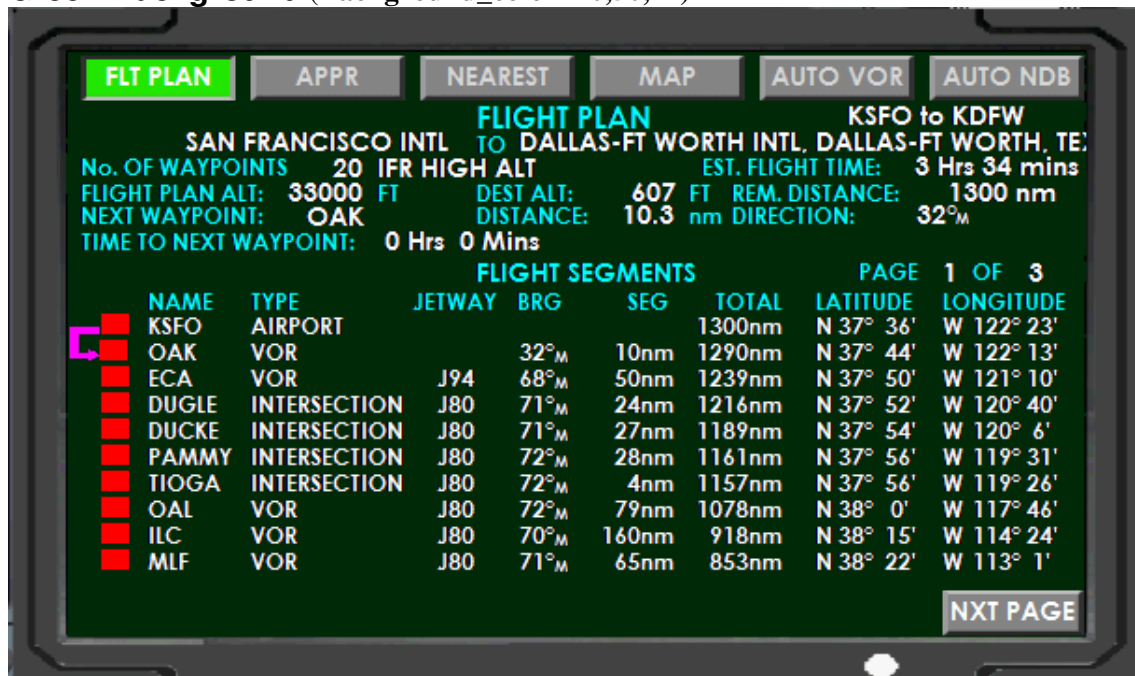 FLT PLAN APPR NEAREST MAP AUTO VOR AUTO NDB
FLIGHT PLAN KSFO to KDFW
SAN FRANCISCO INTL TO DALLAS-FT WORTH INTL, DALLAS-FT WORTH,
No. OF WAYPOINTS 20 IFR HIGH ALT EST. FLIGHT TIME: 3 Hrs 34 mins
FLIGHT PLAN ALT: 33000 FT DEST ALT: 607 FT REM. DISTANCE: 1300 nm
NEXT WAYPOINT: OAK DISTANCE: 10.3 nm DIRECTION: 32°M
TIME TO NEXT WAYPOINT: 0 Hrs 0 Mins
FLIGHT SEGMENTS PAGE 1 OF 3
NAME TYPE JETWAY BRG SEG TOTAL LATITUDE LONGITUDE
KSFO AIRPORT 1300nm N 37° 36' W 122° 23'
OAK VOR 32°M 10nm 1290nm N 37° 44' W 122° 13'
ECA VOR J94 68°M 50nm 1239nm N 37° 50' W 121° 10'
DUGLE INTERSECTION J80 71°M 24nm 1216nm N 37° 52' W 120° 40'
DUCKE INTERSECTION J80 71°M 27nm 1189nm N 37° 54' W 120° 6'
PAMMY INTERSECTION J80 72°M 28nm 1161nm N 37° 56' W 119° 31'
TIOGA INTERSECTION J80 72°M 4nm 1157nm N 37° 56' W 119° 26'
OAL VOR J80 72°M 79nm 1078nm N 38° 0' W 117° 46'
ILC VOR J80 70°M 160nm 918nm N 38° 15' W 114° 24'
MLF VOR J80 71°M 65nm 853nm N 38° 22' W 113° 1'
NXT PAGE